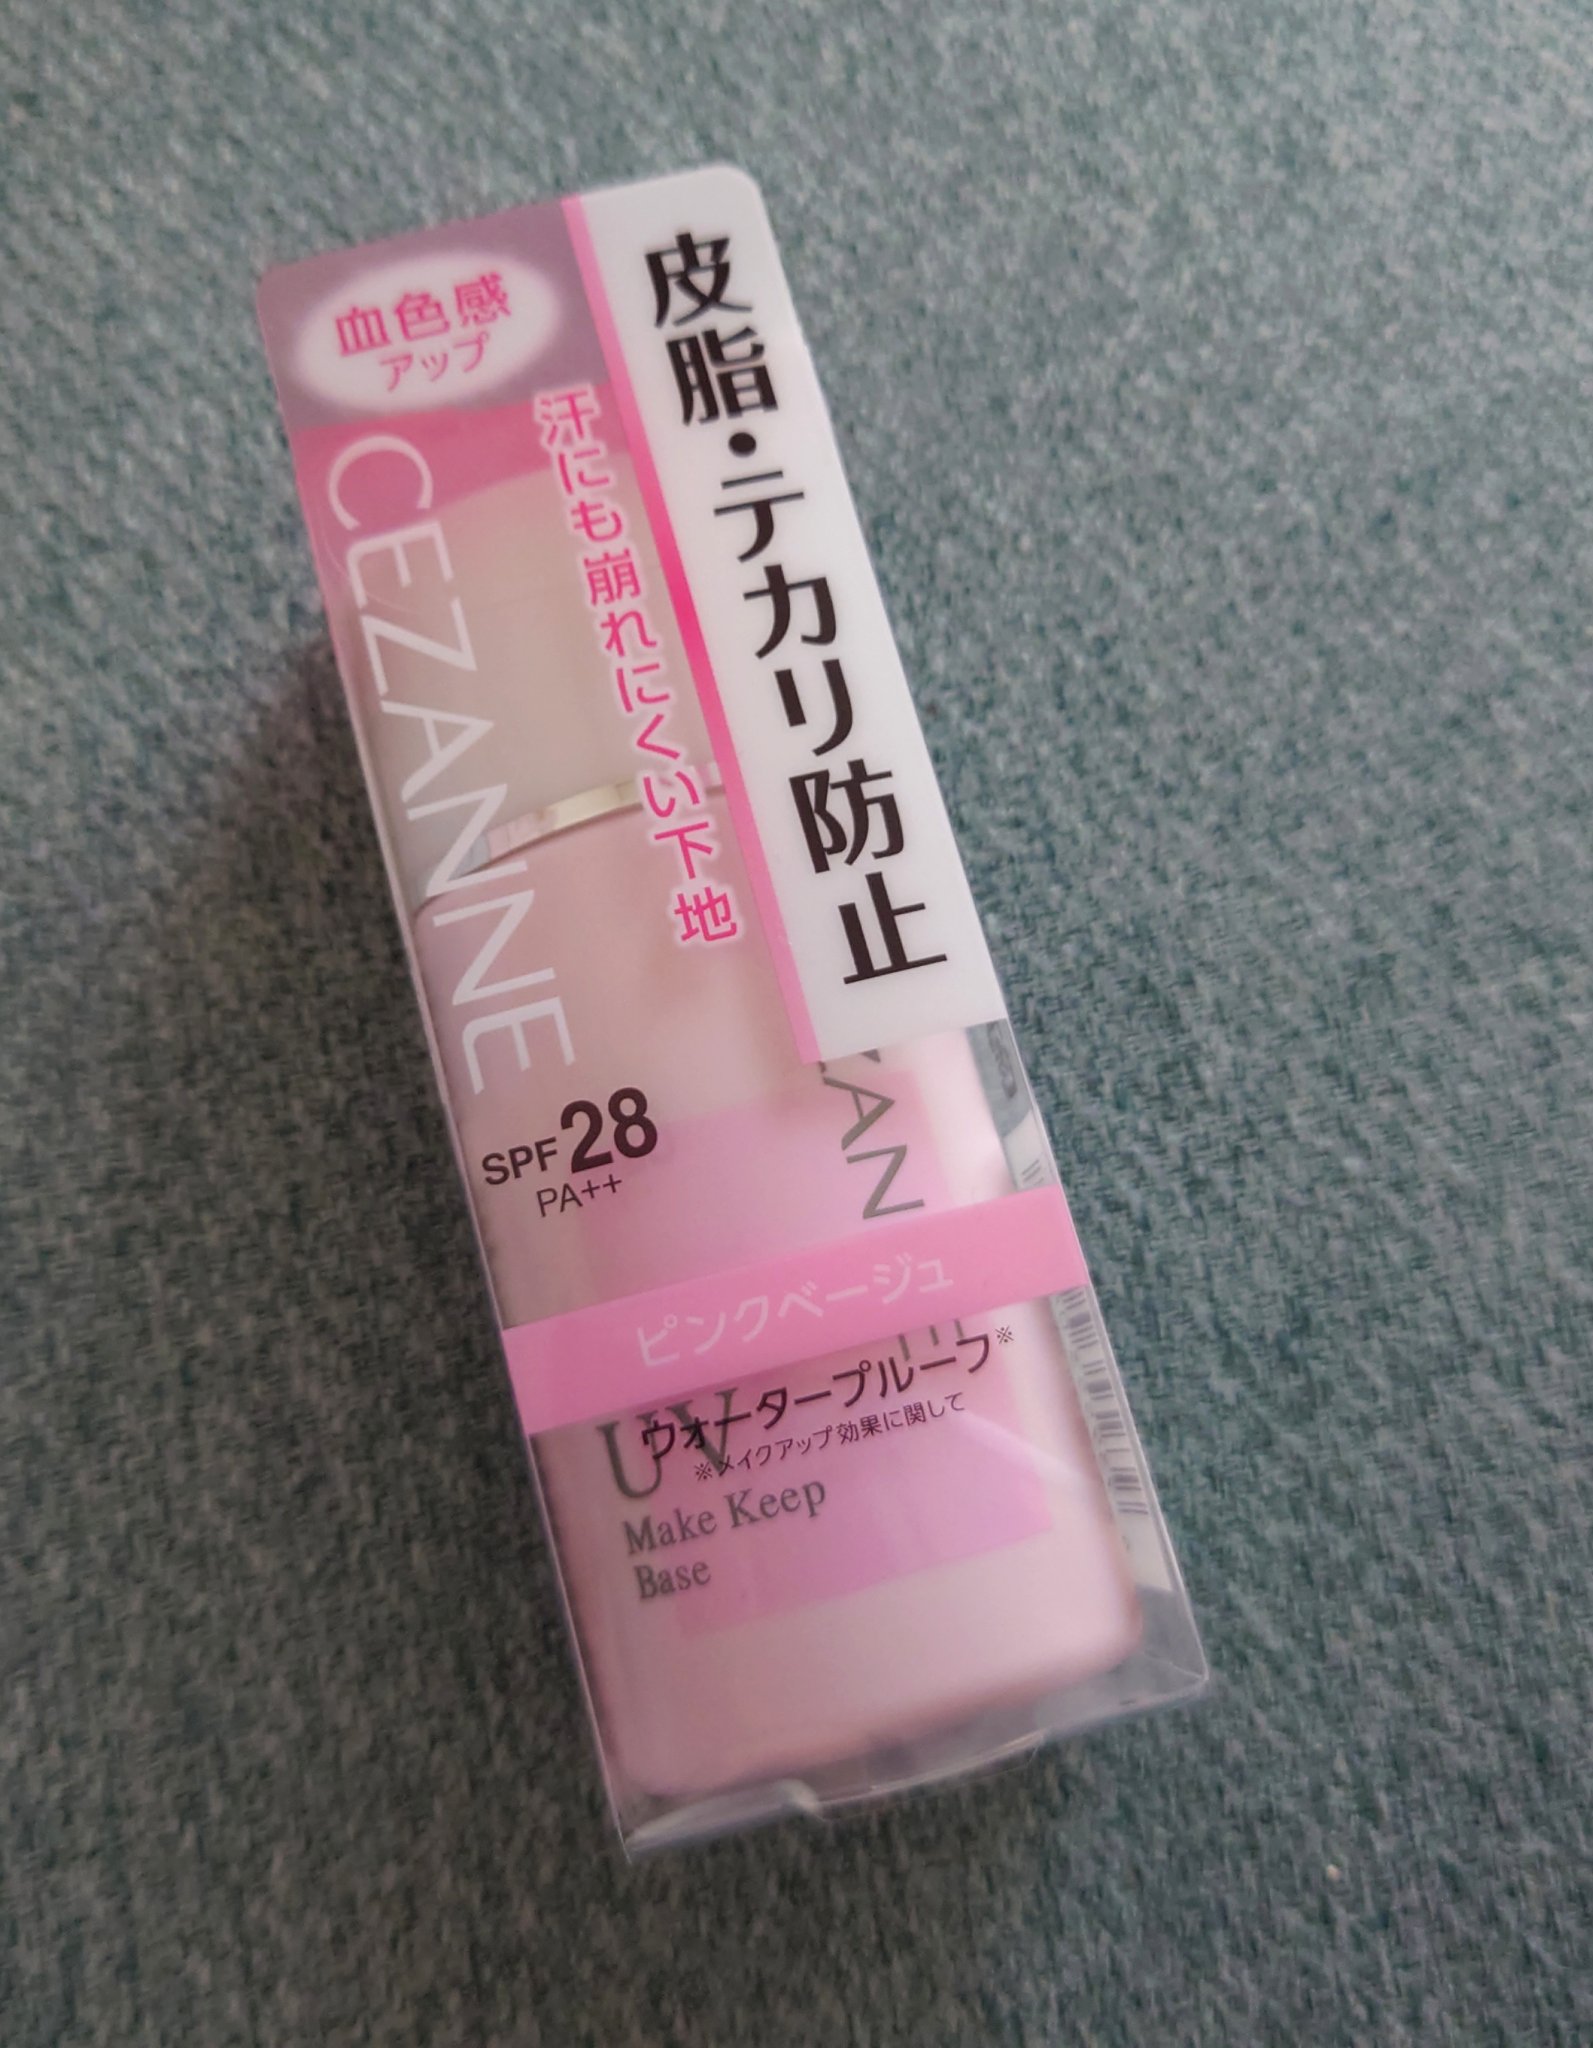 血色感
アップ
皮脂・テカリ防止
汗にも崩れにくい下地
CEZANNE
SPF28
PA++
ZAN
ピンクベージュ
ウォータープルーフ※
※メイクアップ効果に関して
UV
Make Keep
Base